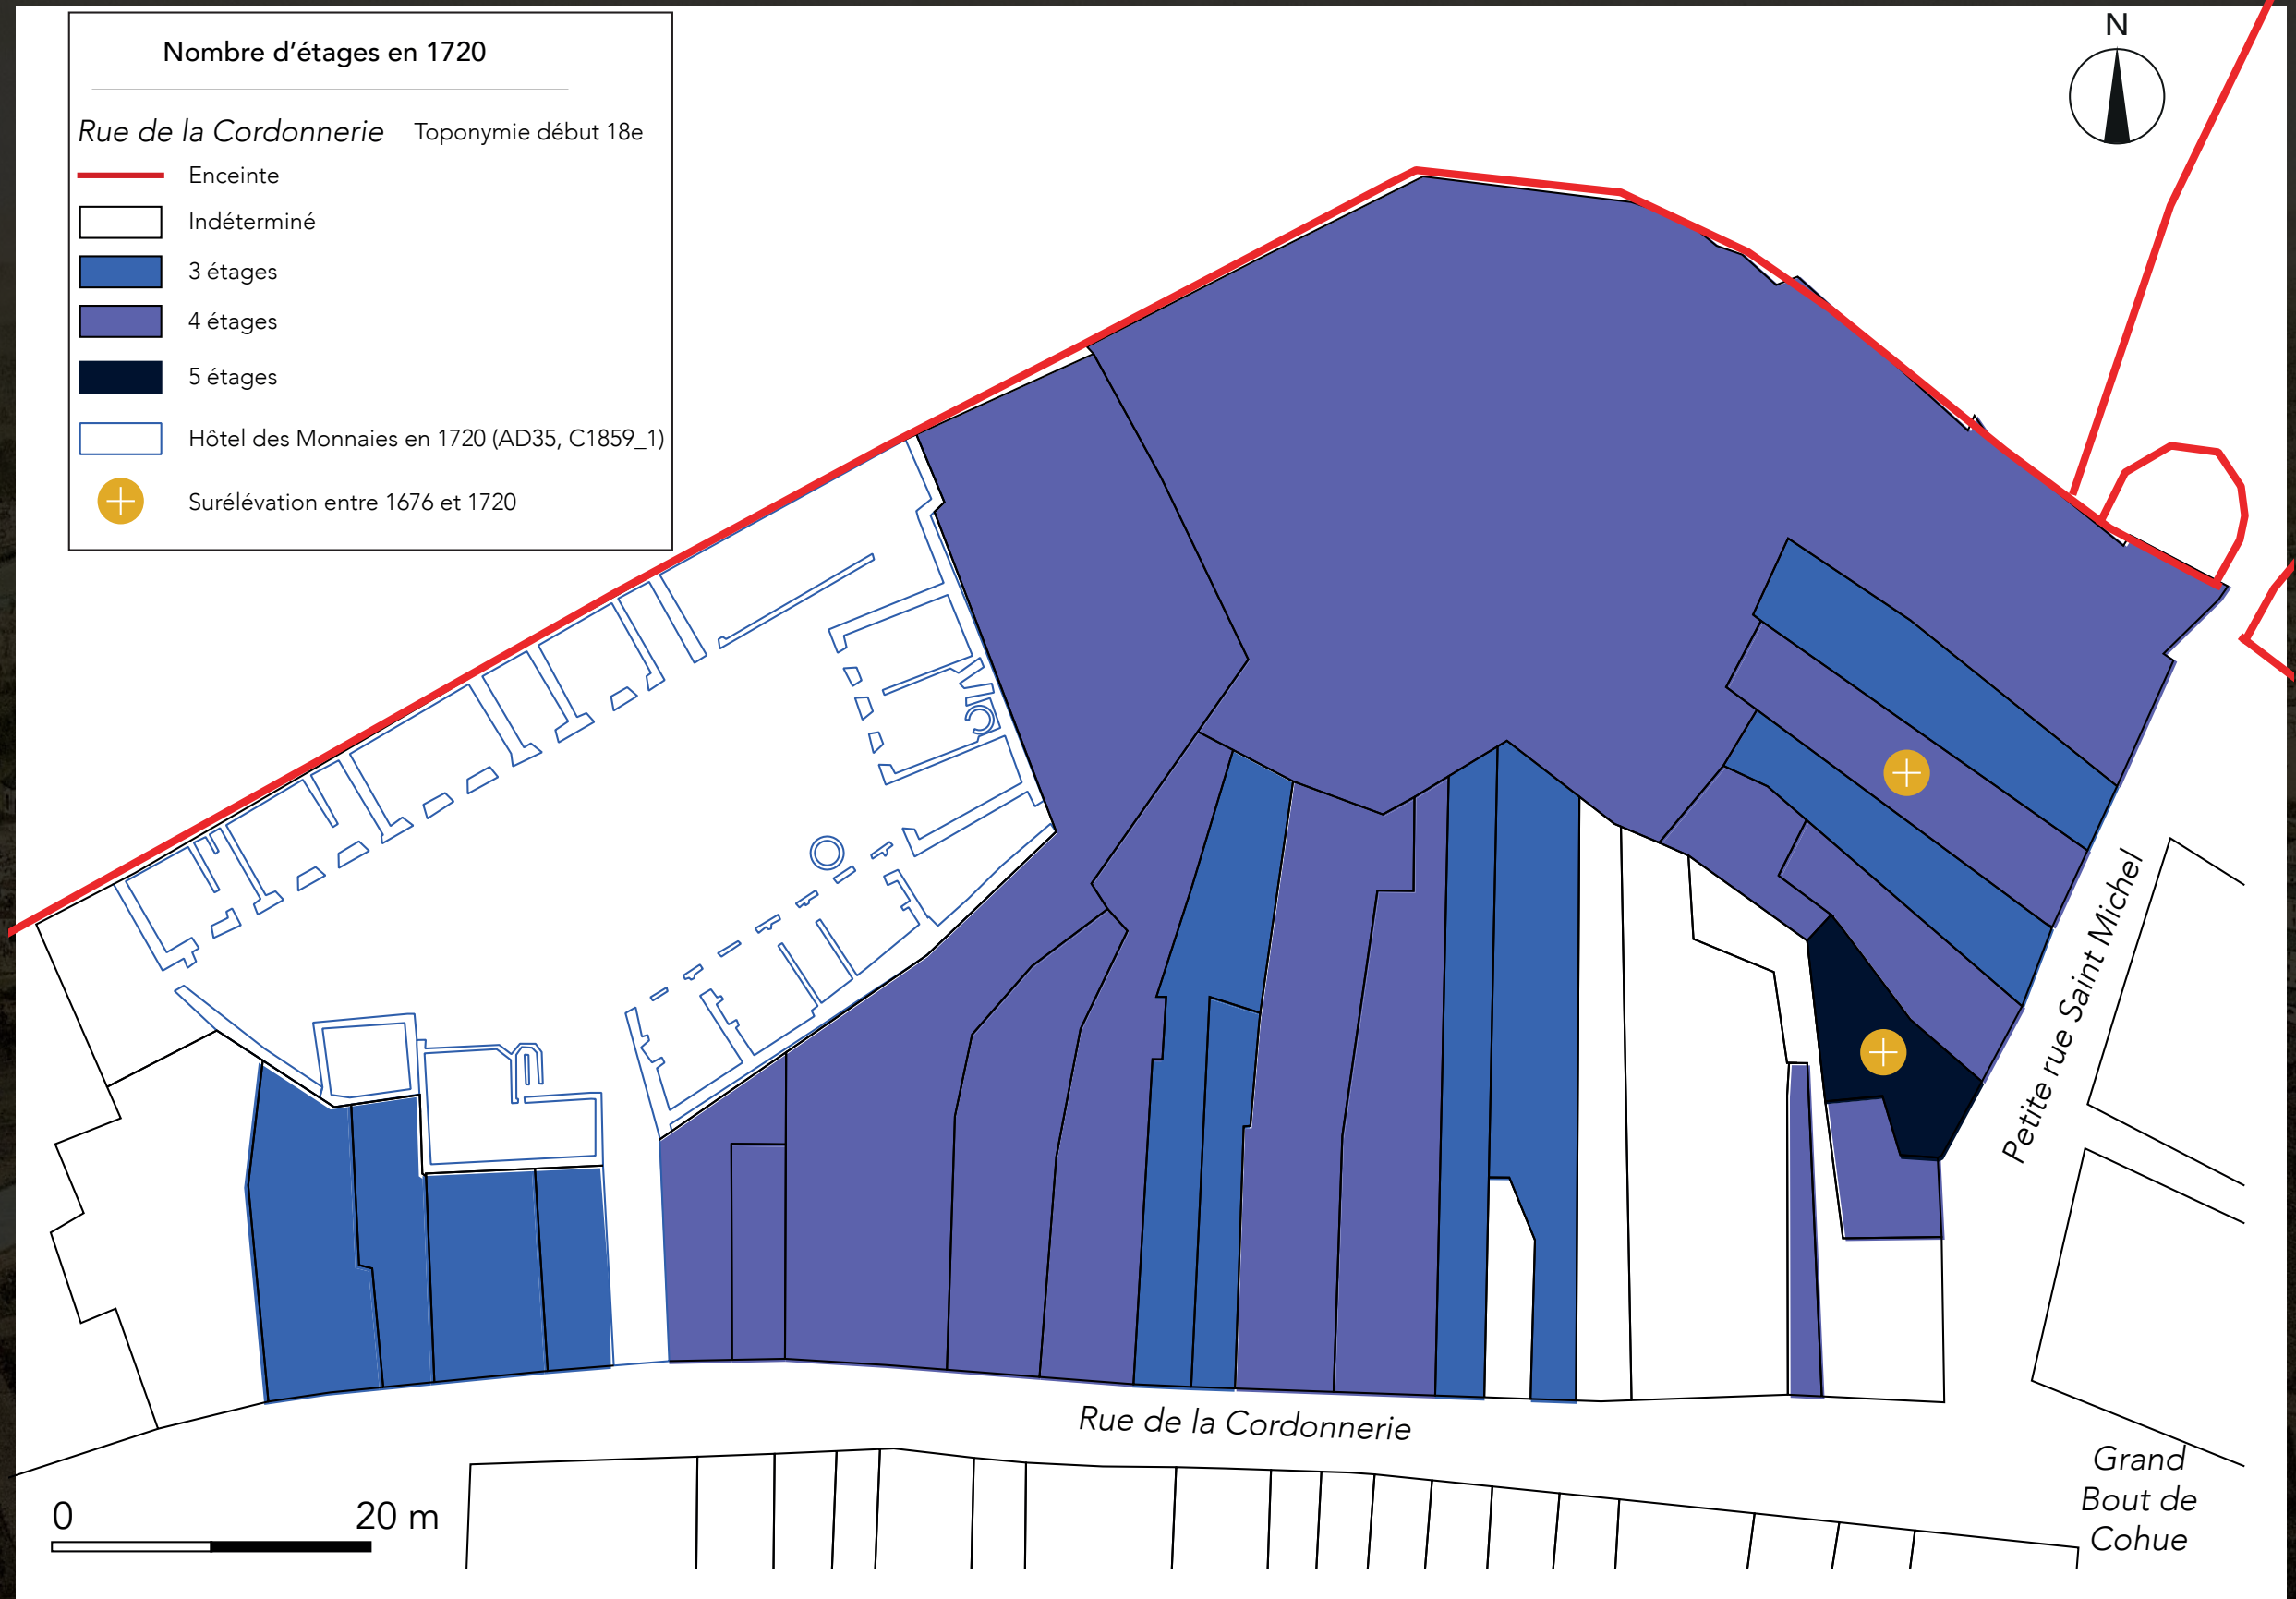 Nombre d'étages en 1720
Rue de la Cordonnerie Toponymie début 18e
Enceinte
Indéterminé
3 étages
4 étages
5 étages
Hôtel des Monnaies en 1720 (AD35, C1859_1)
Surélévation entre 1676 et 1720
N
Petite rue Saint Michel
Rue de la Cordonnerie
Grand
Bout de
Cohue
0 20 m